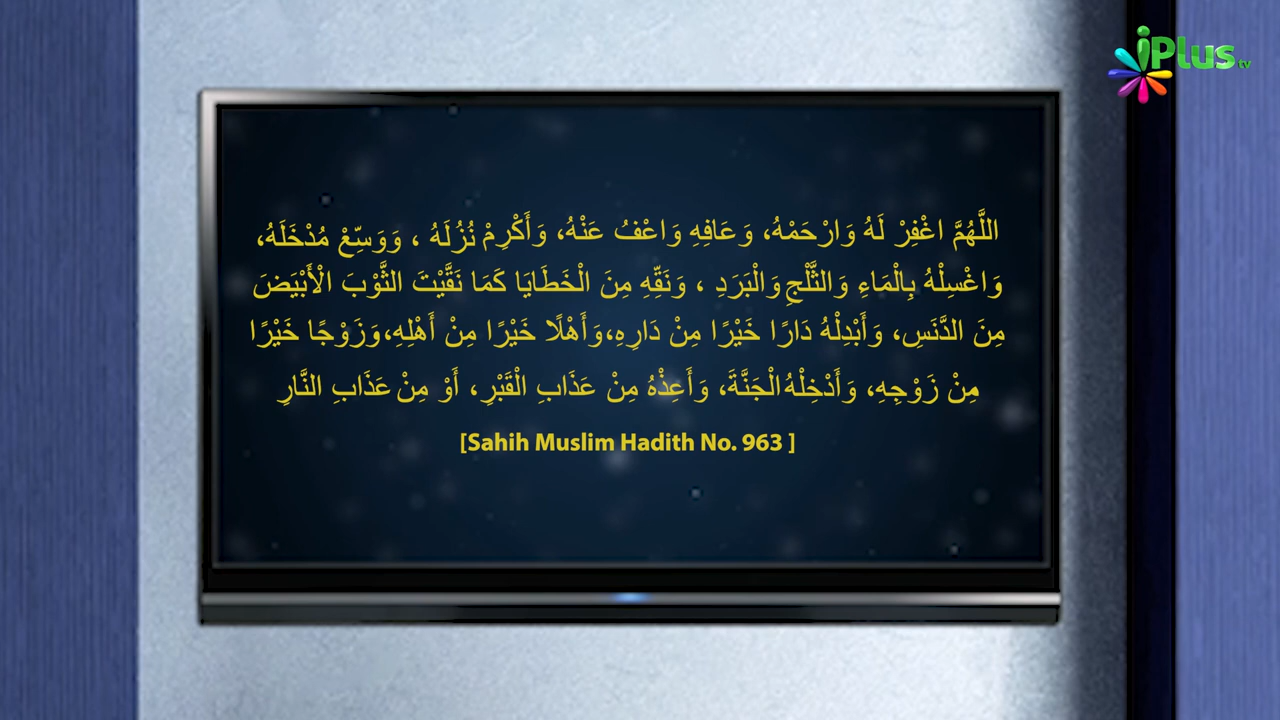 iPlus tv
اللَّهُمَّ اغْفِرْ لَهُ وَارْحَمْهُ، وَعَافِهِ وَاعْفُ عَنْهُ، وَأَكْرِمْ نُزُلَهُ ، وَوَسِّعْ مُدْخَلَهُ،
وَاغْسِلْهُ بِالْمَاءِ وَالثَّلْجِ وَالْبَرَدِ ، وَنَقِّهِ مِنَ الْخَطَايَا كَمَا نَقَّيْتَ الثَّوْبَ الْأَبْيَضَ
مِنَ الدَّنَسِ، وَأَبْدِلْهُ دَارًا خَيْرًا مِنْ دَارِهِ،وَأَهْلًا خَيْرًا مِنْ أَهْلِهِ،وَزَوْجًا خَيْرًا
مِنْ زَوْجِهِ، وَأَدْخِلْهُ الْجَنَّةَ، وَأَعِذْهُ مِنْ عَذَابِ الْقَبْرِ، أَوْ مِنْ عَذَابِ النَّارِ
[Sahih Muslim Hadith No. 963 ]